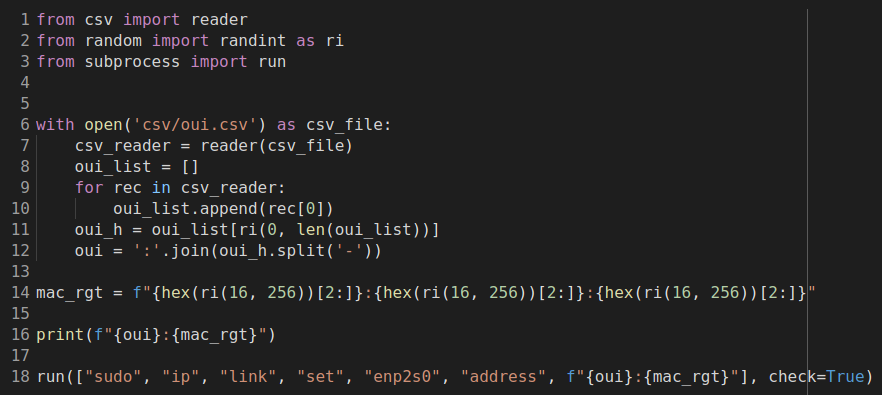 1 from csv import reader
2 from random import randint as ri
3 from subprocess import run
4
5
6 with open('csv/oui.csv') as csv_file:
7     csv_reader = reader(csv_file)
8     oui_list = []
9     for rec in csv_reader:
10         oui_list.append(rec[0])
11     oui_h = oui_list[ri(0, len(oui_list))]
12     oui = ':'.join(oui_h.split('-'))
13
14 mac_rgt = f"{hex(ri(16, 256))[2:]}:{hex(ri(16, 256))[2:]}:{hex(ri(16, 256))[2:]}"
15
16 print(f"{oui}:{mac_rgt}")
17
18 run(["sudo", "ip", "link", "set", "enp2s0", "address", f"{oui}:{mac_rgt}"], check=True)